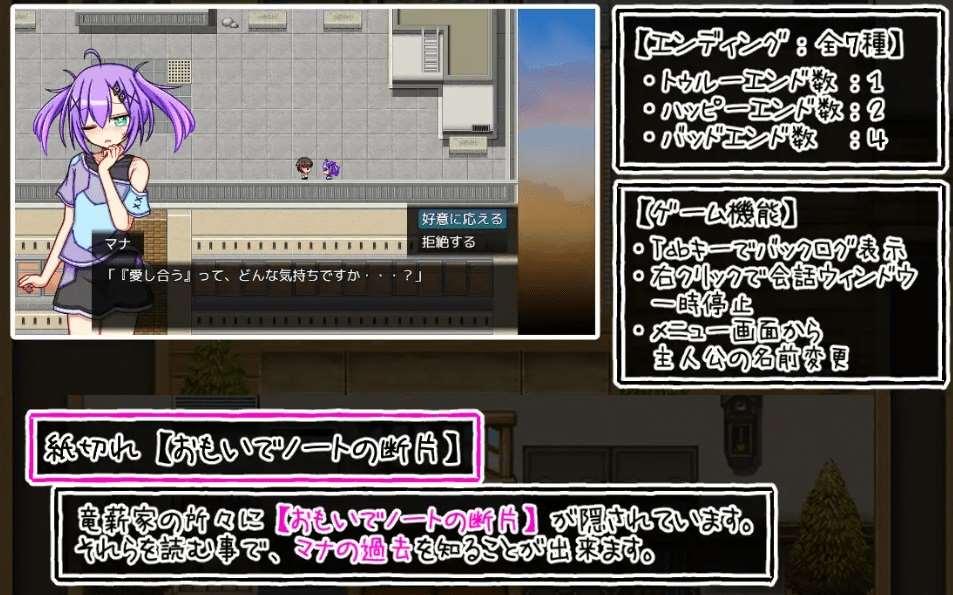 【エンディング：全7種】
・トゥルーエンド数：1
・ハッピーエンド数：2
・バッドエンド数：4
好意に応える
拒絶する
マナ
「『愛し合う』って、どんな気持ちですか・・・？」
【ゲーム機能】
・Tabキーでバックログ表示
・右クリックで会話ウィンドウ
一時停止
・メニュー画面から
主人公の名前変更
紙切れ【おもいでノートの断片】
竜薪家の所々に【おもいでノートの断片】が隠されています。
それらを読む事で、マナの過去を知ることが出来ます。